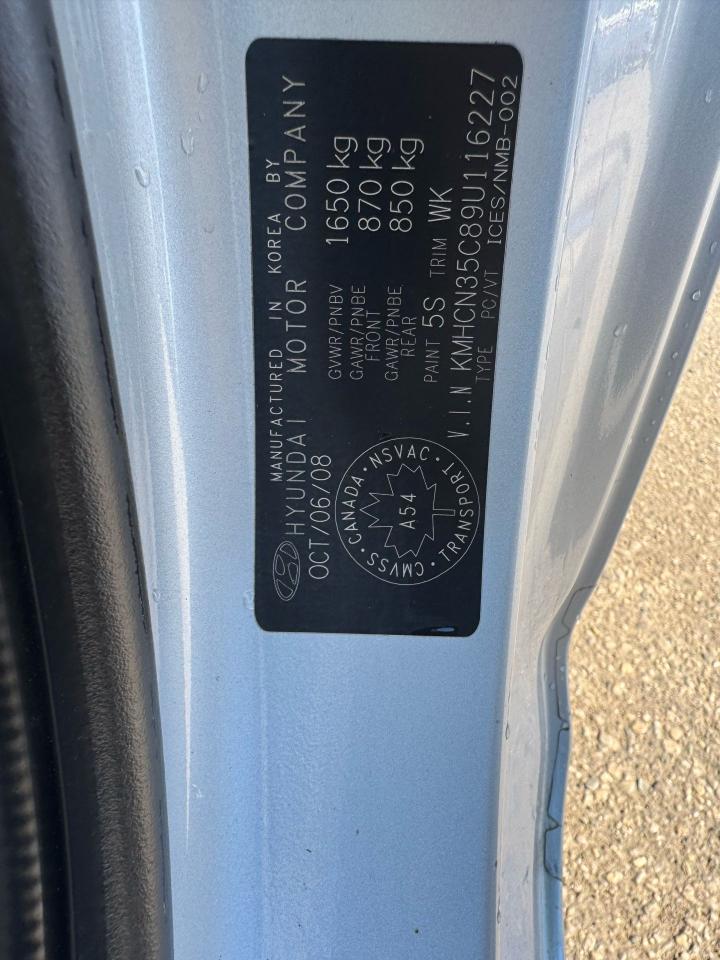 MANUFACTURED IN KOREA BY
HYUNDAI MOTOR COMPANY
OCT/06/08
GVWR/PNBV 1650 kg
GAWR/PNBE FRONT 870 kg
GAWR/PNBE REAR 850 kg
PAINT 5S TRIM WK
V.I.N KMHCN35C89U116227
TYPE PC/VT ICES/NMB-002
CANADA • NSVAC • TRANSPORT • CMVSS •
A54